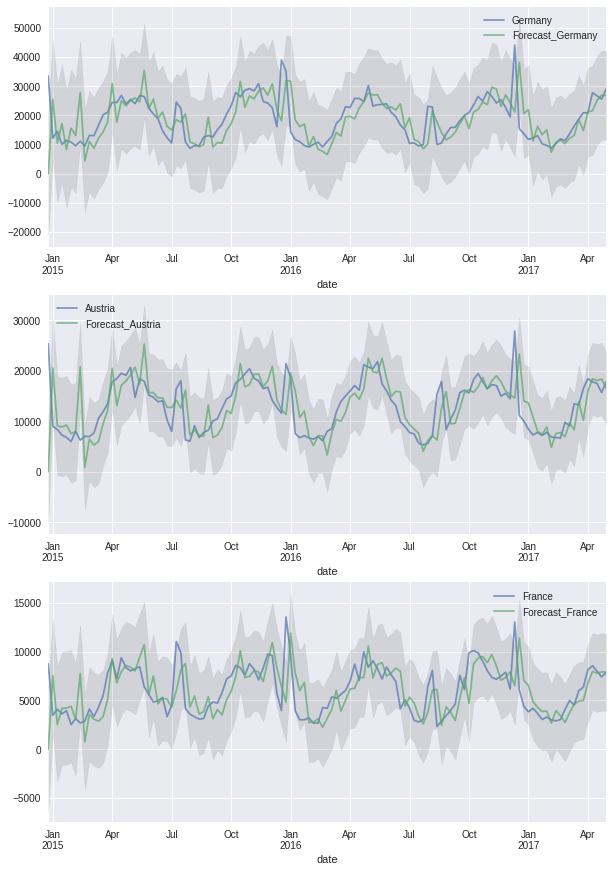 50000
40000
30000
20000
10000
0
−10000
−20000
Germany
Forecast_Germany
Jan Apr Jul Oct Jan Apr Jul Oct Jan Apr
2015 2016 2017
date
30000
20000
10000
0
−10000
Austria
Forecast_Austria
Jan Apr Jul Oct Jan Apr Jul Oct Jan Apr
2015 2016 2017
date
15000
10000
5000
0
−5000
France
Forecast_France
Jan Apr Jul Oct Jan Apr Jul Oct Jan Apr
2015 2016 2017
date